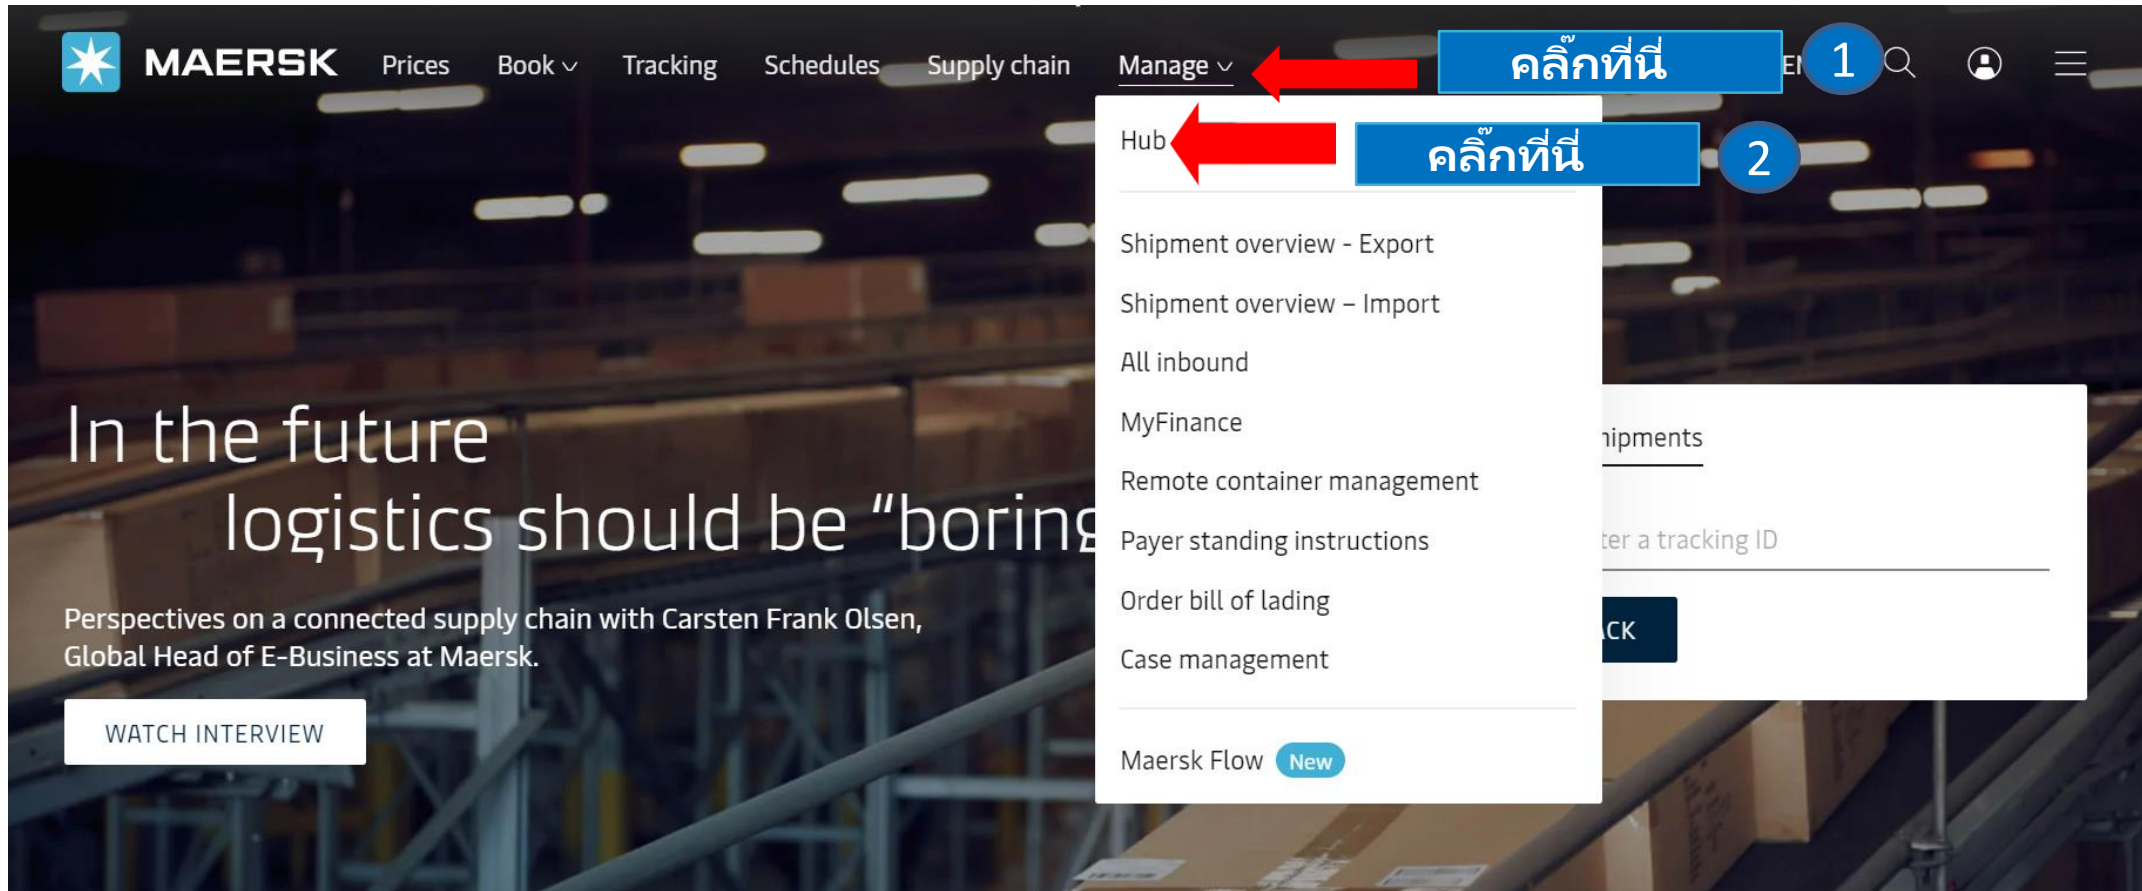 MAERSK Prices Book Tracking Schedules Supply chain Manage คลิ๊กที่นี่ 1
Hub คลิ๊กที่นี่ 2
Shipment overview - Export
Shipment overview – Import
All inbound
MyFinance
Remote container management
Payer standing instructions
Order bill of lading
Case management
Maersk Flow New
In the future
logistics should be “boring
Perspectives on a connected supply chain with Carsten Frank Olsen,
Global Head of E-Business at Maersk.
WATCH INTERVIEW
a tracking ID